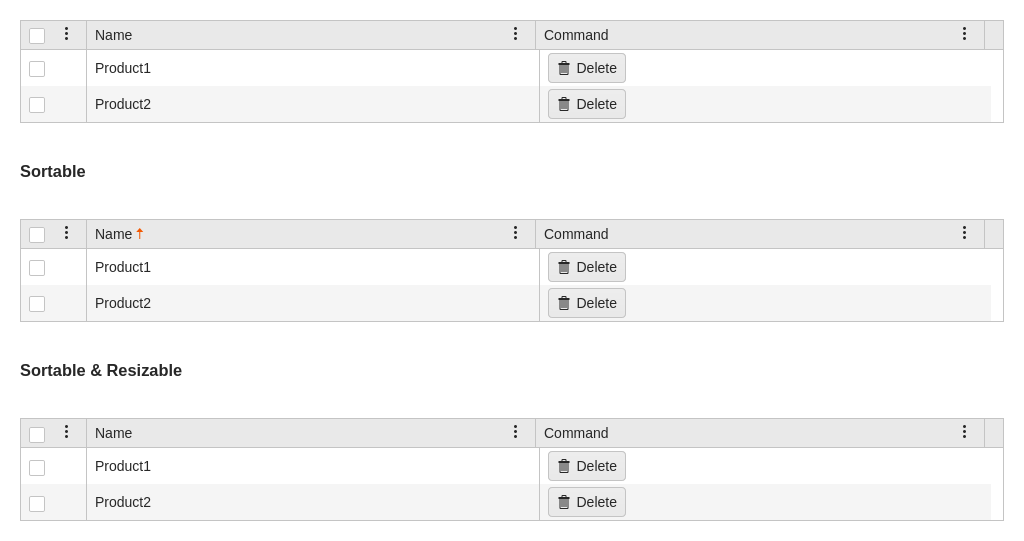 Name Command
Product1 Delete
Product2 Delete
Sortable
Name Command
Product1 Delete
Product2 Delete
Sortable & Resizable
Name Command
Product1 Delete
Product2 Delete